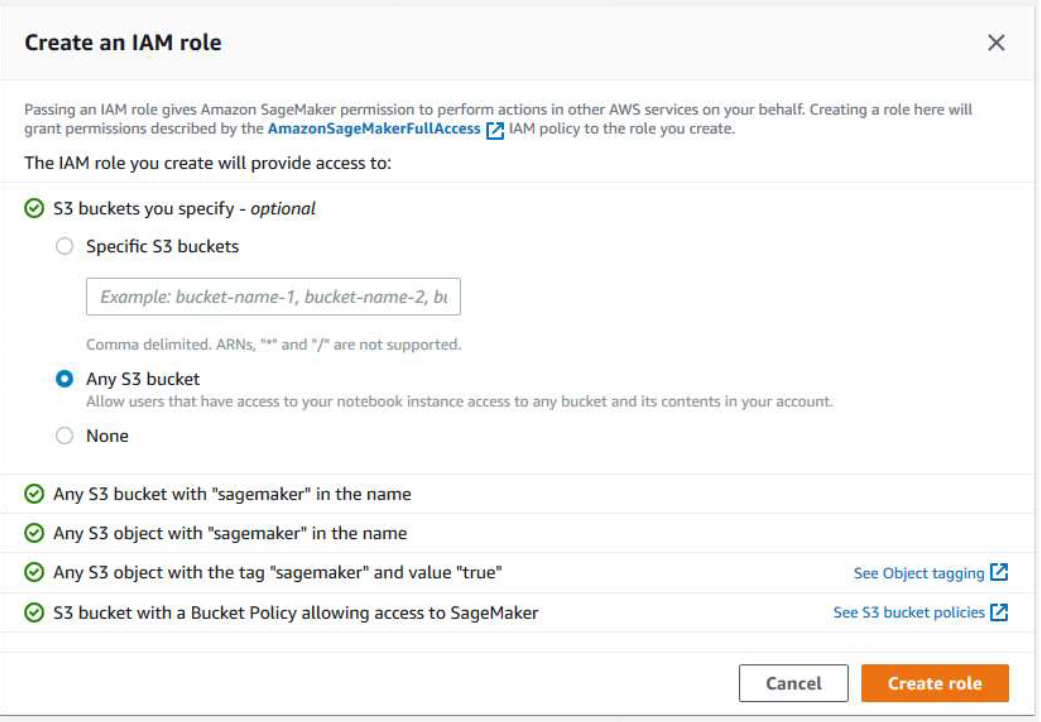 Create an IAM role
Passing an IAM role gives Amazon SageMaker permission to perform actions in other AWS services on your behalf. Creating a role here will
grant permissions described by the AmazonSageMakerFullAccess IAM policy to the role you create.
The IAM role you create will provide access to:
S3 buckets you specify - optional
Specific S3 buckets
Example: bucket-name-1, bucket-name-2, bu
Comma delimited. ARNs, "*" and "/" are not supported.
Any S3 bucket
Allow users that have access to your notebook instance access to any bucket and its contents in your account.
None
Any S3 bucket with "sagemaker" in the name
Any S3 object with "sagemaker" in the name
Any S3 object with the tag "sagemaker" and value "true" See Object tagging
S3 bucket with a Bucket Policy allowing access to SageMaker See S3 bucket policies
Cancel Create role